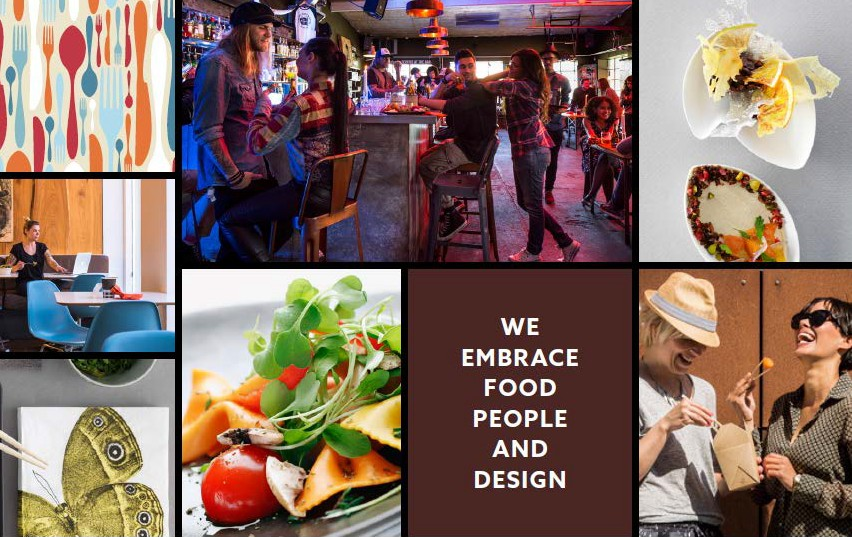 WE
EMBRACE
FOOD
PEOPLE
AND
DESIGN